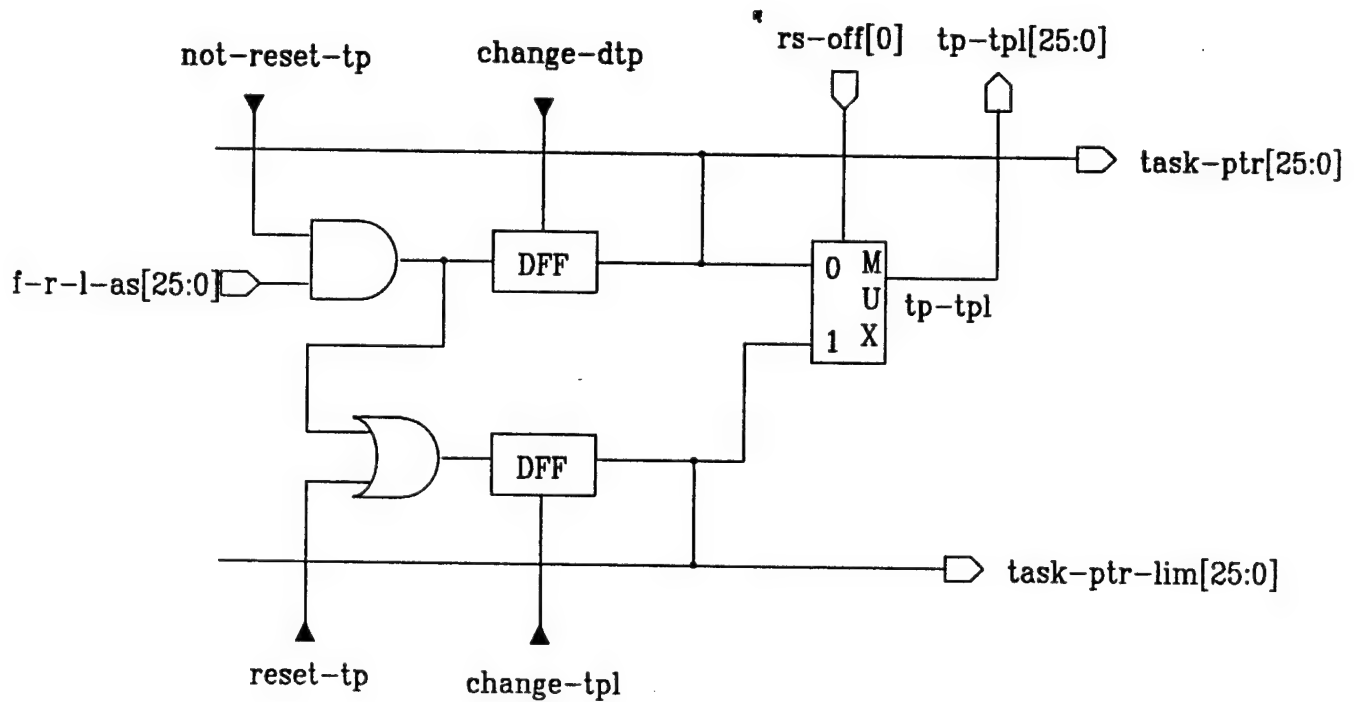 rs-off[0]
tp-tpl[25:0]
not-reset-tp
change-dtp
task-ptr[25:0]
f-r-l-as[25:0]
DFF
0
M
U
X
1
tp-tpl
DFF
task-ptr-lim[25:0]
reset-tp
change-tpl